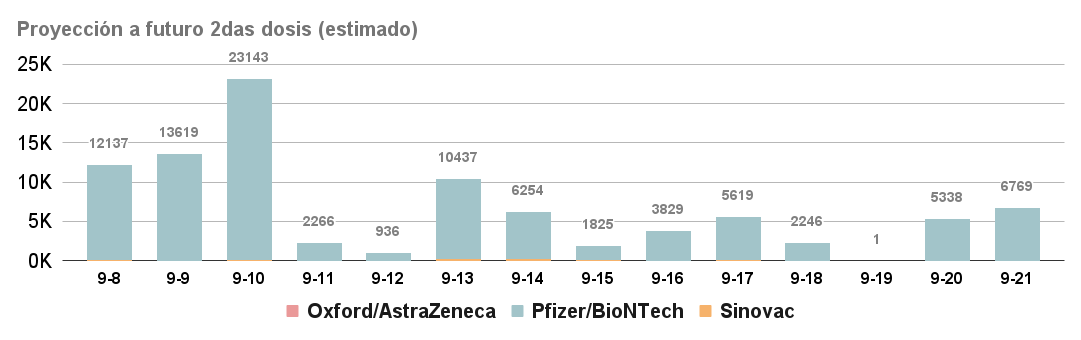 Proyección a futuro 2das dosis (estimado)
25K
20K
15K
10K
5K
0K
12137
13619
23143
2266
936
10437
6254
1825
3829
5619
2246
1
5338
6769
9-8 9-9 9-10 9-11 9-12 9-13 9-14 9-15 9-16 9-17 9-18 9-19 9-20 9-21
Oxford/AstraZeneca Pfizer/BioNTech Sinovac